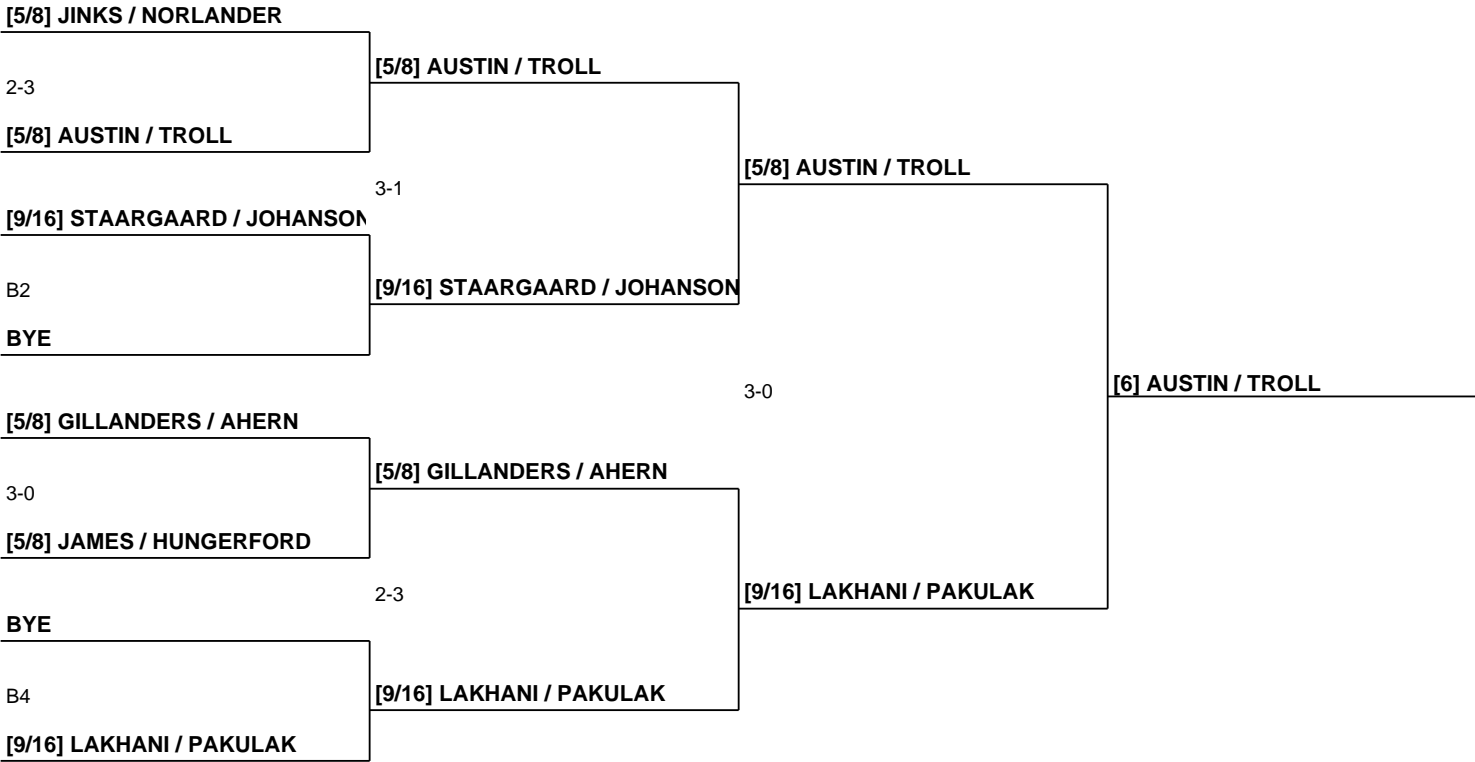 [5/8] JINKS / NORLANDER
2-3
[5/8] AUSTIN / TROLL
[9/16] STAARGAARD / JOHANSON
B2
BYE
[5/8] GILLANDERS / AHERN
3-0
[5/8] JAMES / HUNGERFORD
BYE
B4
[9/16] LAKHANI / PAKULAK
[5/8] AUSTIN / TROLL
3-1
[9/16] STAARGAARD / JOHANSON
[5/8] GILLANDERS / AHERN
2-3
[9/16] LAKHANI / PAKULAK
[5/8] AUSTIN / TROLL
3-0
[9/16] LAKHANI / PAKULAK
[6] AUSTIN / TROLL